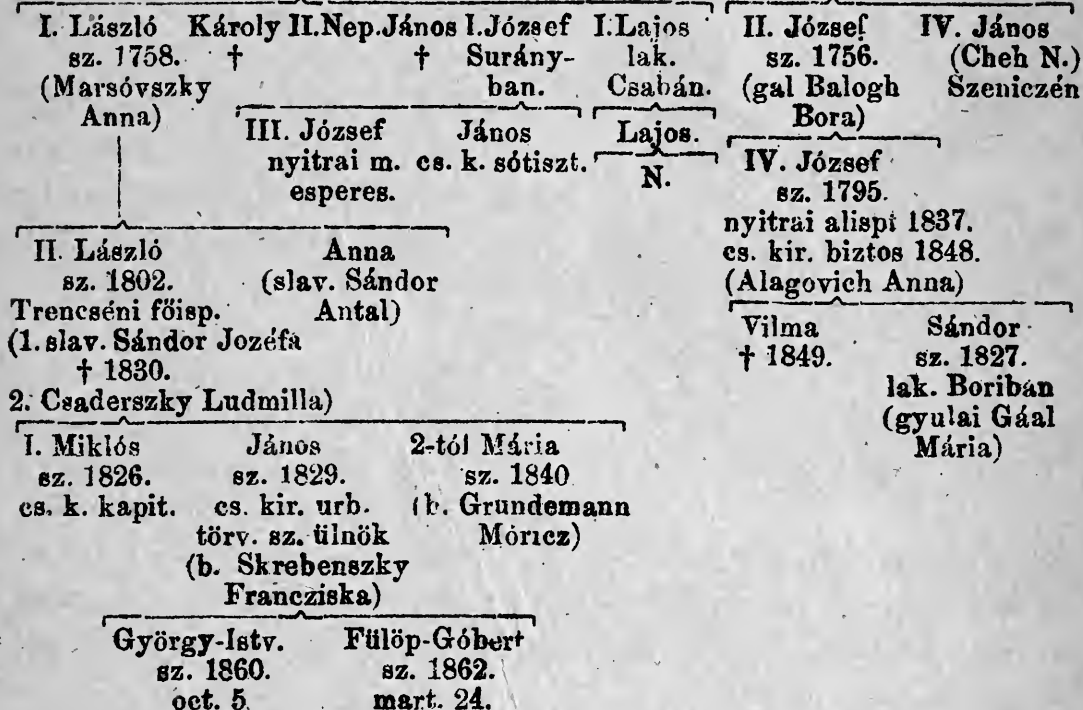 I. László Károly II.Nep.János I.József I.Lajos II. József IV. János
sz. 1758. † † Surány- lak. sz. 1756. (Cheh N.)
(Marsóvszky ban. Csabán. (gal Balogh Szeniczén
Anna) Bora)
III. József János Lajos.
nyitrai m. cs. k. sótiszt. N. IV. József
esperes. sz. 1795.
nyitrai alispi 1837.
II. László Anna cs. kir. biztos 1848.
sz. 1802. (slav. Sándor (Alagovich Anna)
Trencséni főisp. Antal)
(1. slav. Sándor Jozéfa Vilma Sándor
† 1830. † 1849. sz. 1827.
2. Csaderszky Ludmilla) lak. Boribán
(gyulai Gáal
I. Miklós János 2-tól Mária Mária)
sz. 1826. sz. 1829. sz. 1840
cs. k. kapit. cs. kir. urb. (b. Grundemann
törv. sz. ülnök Móricz)
(b. Skrebenszky
Francziska)
György-Istv. Fülöp-Góbert
sz. 1860. sz. 1862.
oct. 5. mart. 24.